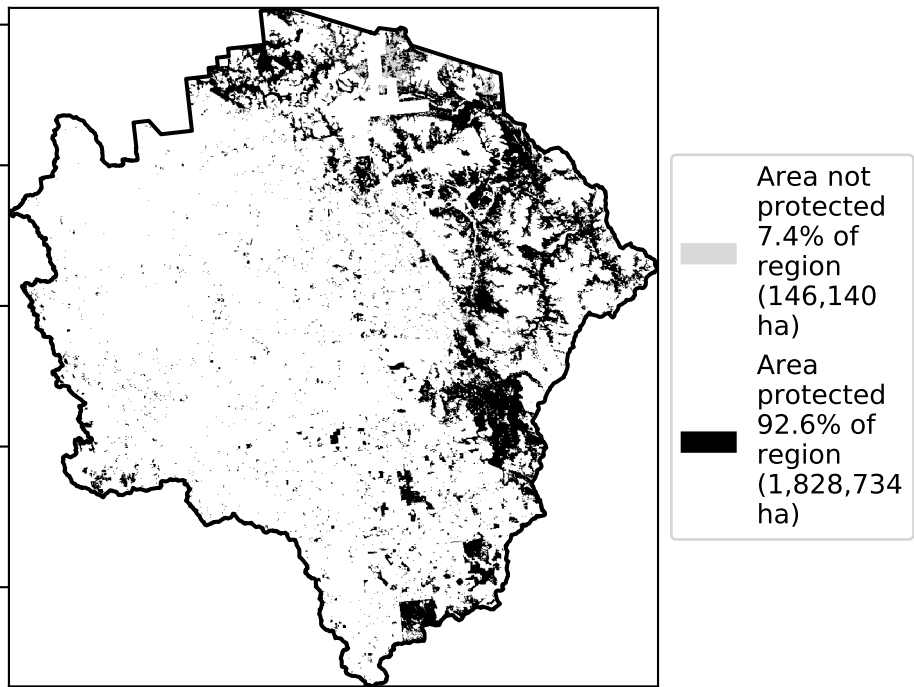 Area not
protected
7.4% of
region
(146,140
ha)
Area
protected
92.6% of
region
(1,828,734
ha)